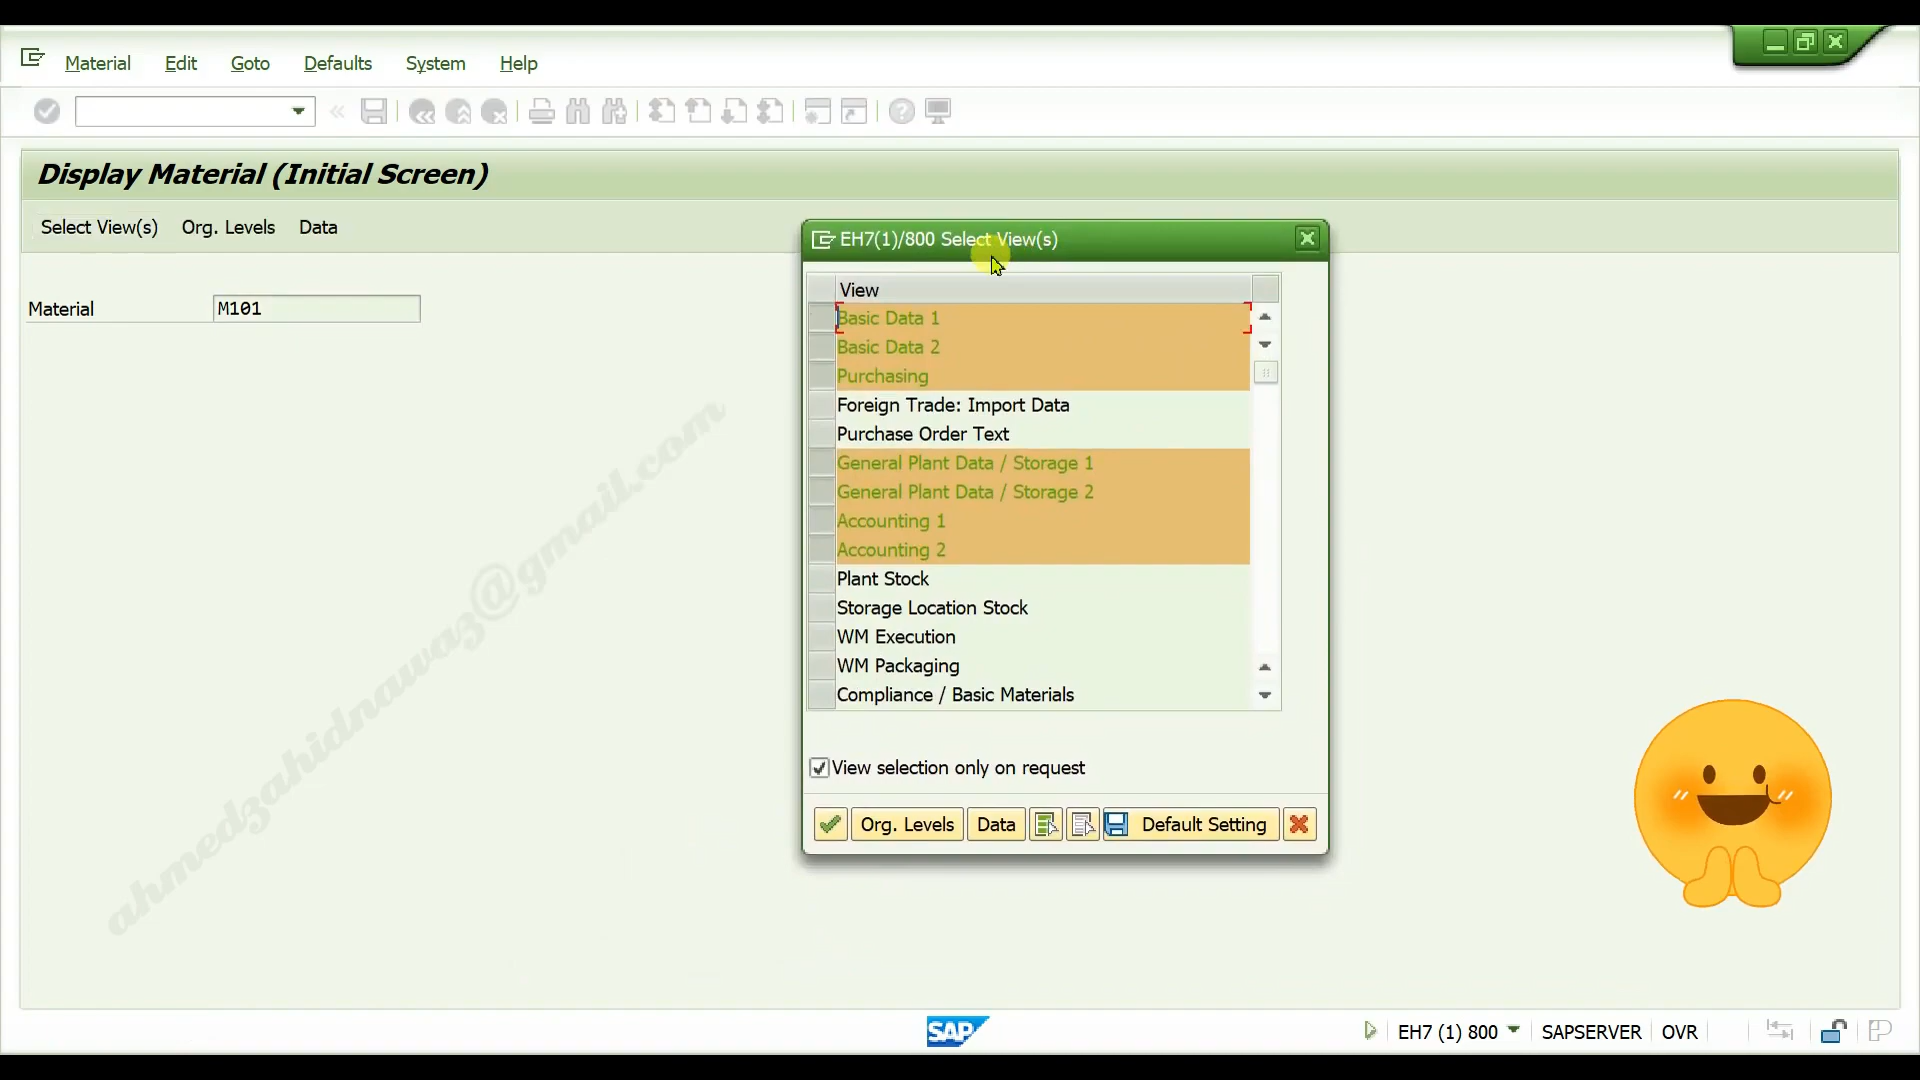 Material Edit Goto Defaults System Help
Display Material (Initial Screen)
Select View(s) Org. Levels Data
Material M101
EH7(1)/800 Select View(s)
View
Basic Data 1
Basic Data 2
Purchasing
Foreign Trade: Import Data
Purchase Order Text
General Plant Data / Storage 1
General Plant Data / Storage 2
Accounting 1
Accounting 2
Plant Stock
Storage Location Stock
WM Execution
WM Packaging
Compliance / Basic Materials
View selection only on request
Org. Levels Data Default Setting
ahmedzahidnawaz@gmail.com
SAP
EH7 (1) 800 SAPSERVER OVR